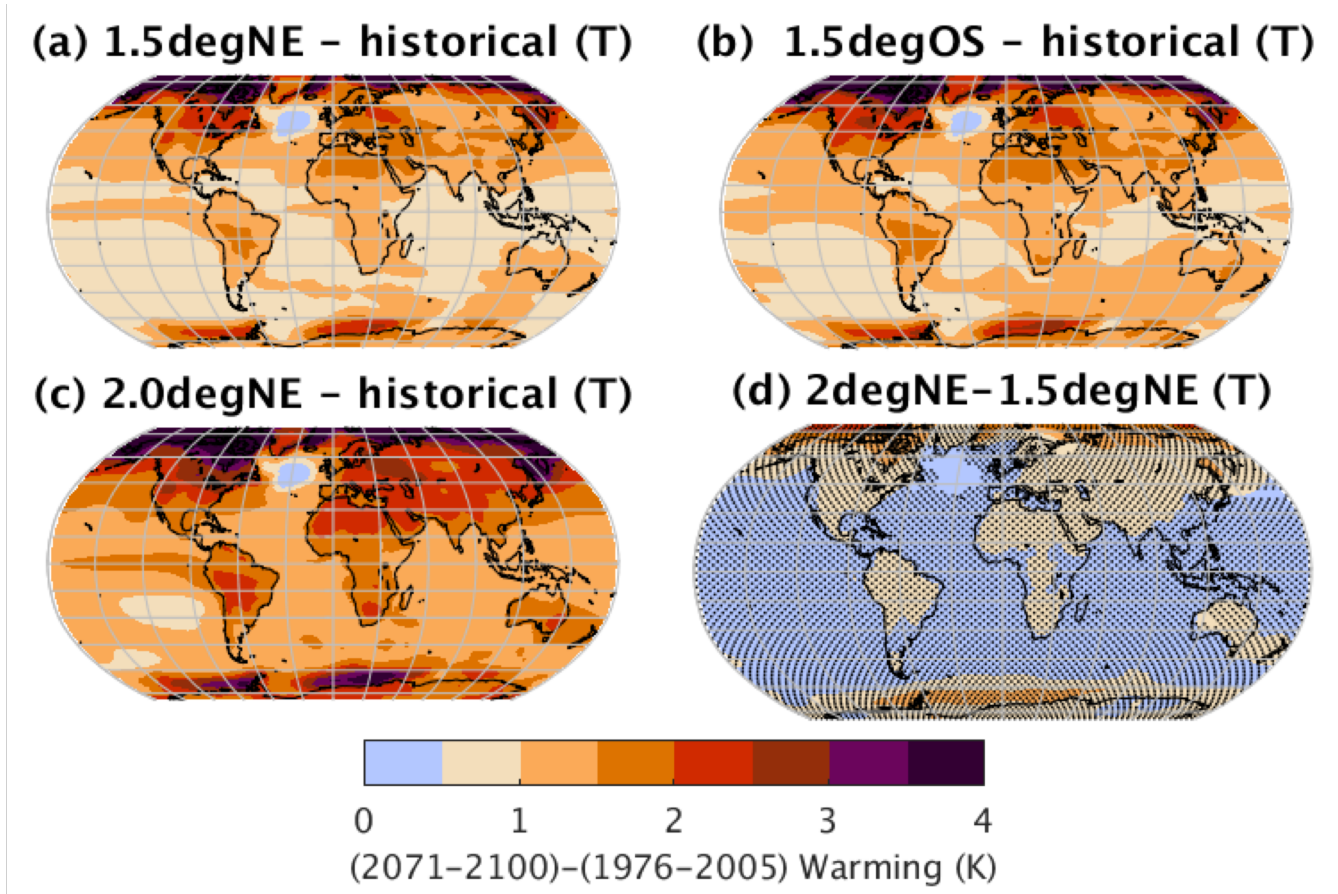 (a) 1.5degNE – historical (T)
(b) 1.5degOS – historical (T)
(c) 2.0degNE – historical (T)
(d) 2degNE–1.5degNE (T)
0 1 2 3 4
(2071–2100)–(1976–2005) Warming (K)